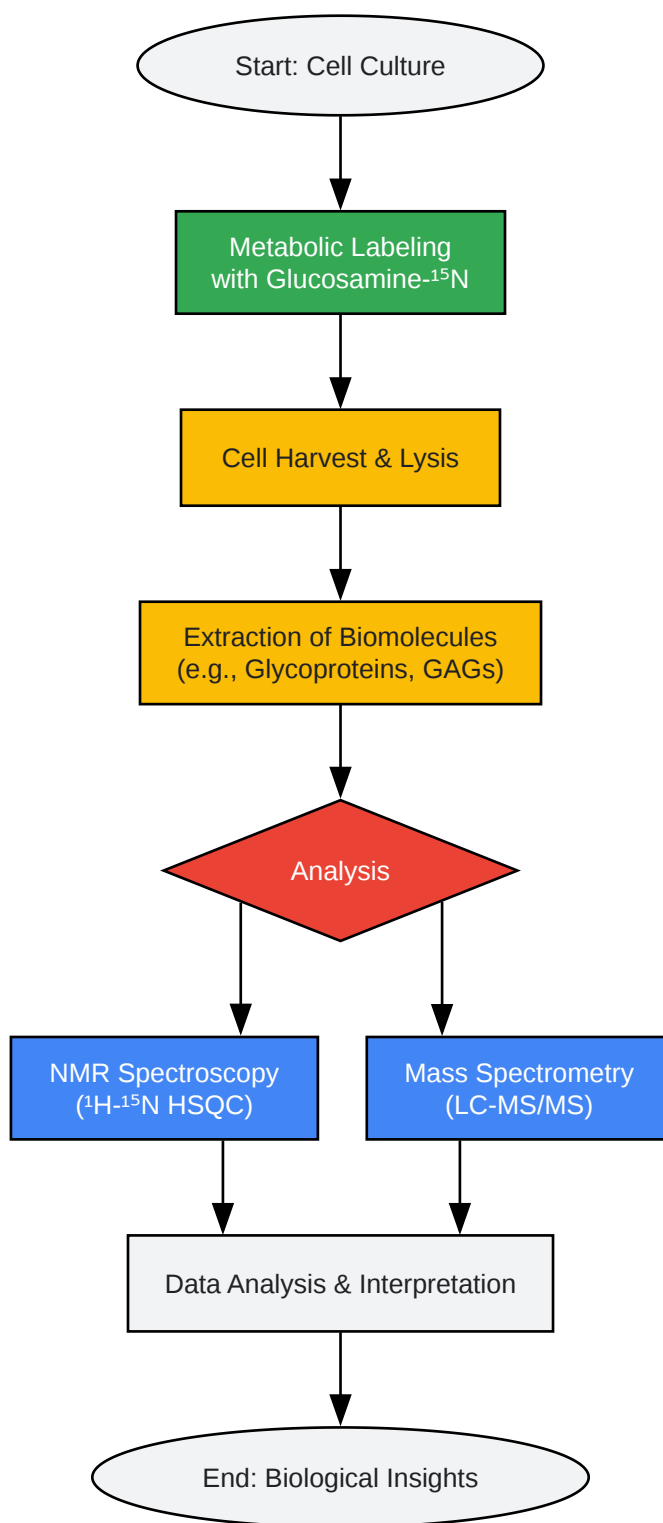 Start: Cell Culture
Metabolic Labeling
with Glucosamine-¹⁵N
Cell Harvest & Lysis
Extraction of Biomolecules
(e.g., Glycoproteins, GAGs)
Analysis
NMR Spectroscopy
(¹H-¹⁵N HSQC)
Mass Spectrometry
(LC-MS/MS)
Data Analysis & Interpretation
End: Biological Insights